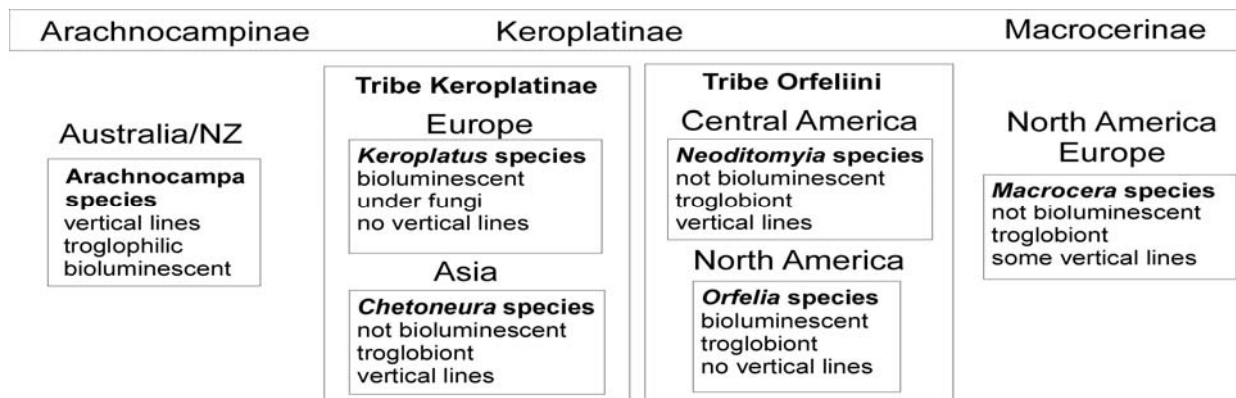 Arachnocampinae Keroplatinae Macrocerinae
Australia/NZ
Arachnocampa
species
vertical lines
troglophilic
bioluminescent
Tribe Keroplatinae
Europe
Keroplatus species
bioluminescent
under fungi
no vertical lines
Asia
Chetoneura species
not bioluminescent
troglobiont
vertical lines
Tribe Orfeliini
Central America
Neoditomyia species
not bioluminescent
troglobiont
vertical lines
North America
Orfelia species
bioluminescent
troglobiont
no vertical lines
North America
Europe
Macrocera species
not bioluminescent
troglobiont
some vertical lines